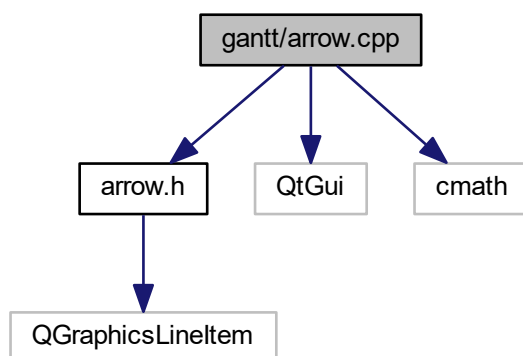 gantt/arrow.cpp
arrow.h
QtGui
cmath
QGraphicsLineItem